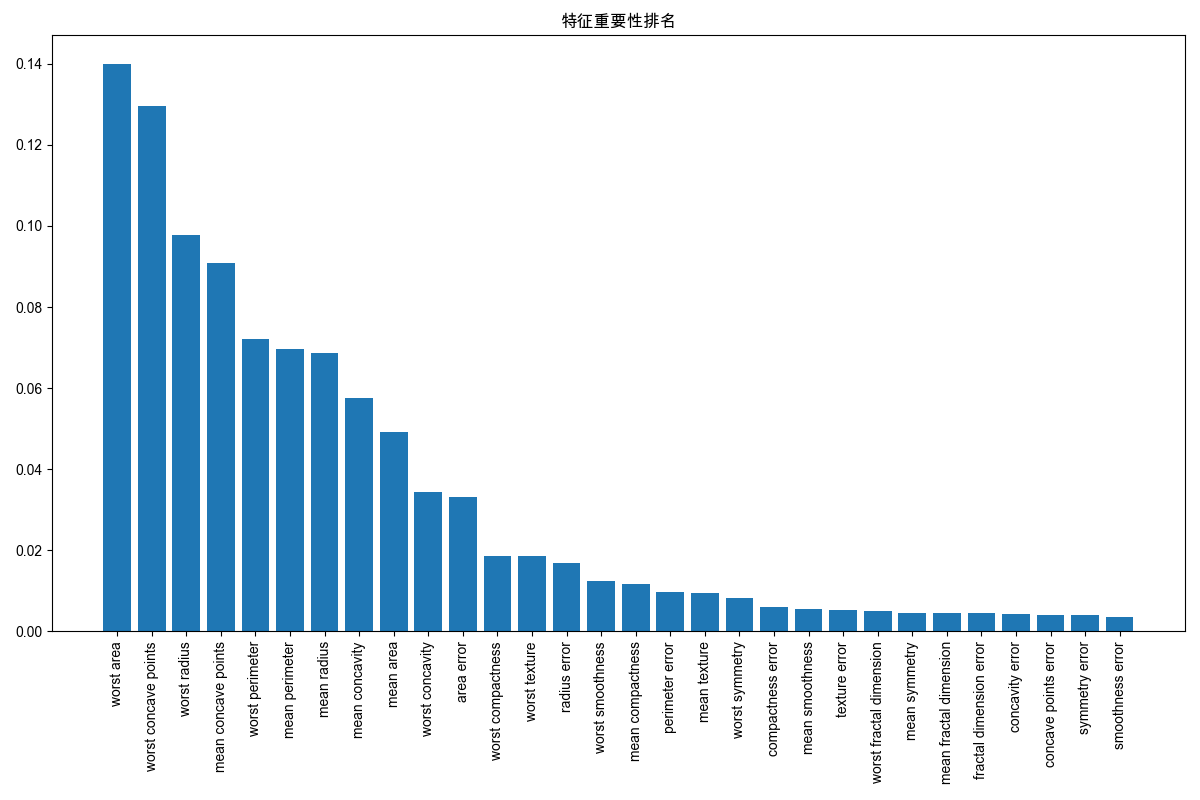 特征重要性排名
0.14
0.12
0.10
0.08
0.06
0.04
0.02
0.00
worst area
worst concave points
worst radius
mean concave points
worst perimeter
mean perimeter
mean radius
mean concavity
mean area
worst concavity
area error
worst compactness
worst texture
radius error
worst smoothness
mean compactness
perimeter error
mean texture
worst symmetry
compactness error
mean smoothness
texture error
worst fractal dimension
mean symmetry
mean fractal dimension
fractal dimension error
concavity error
concave points error
symmetry error
smoothness error